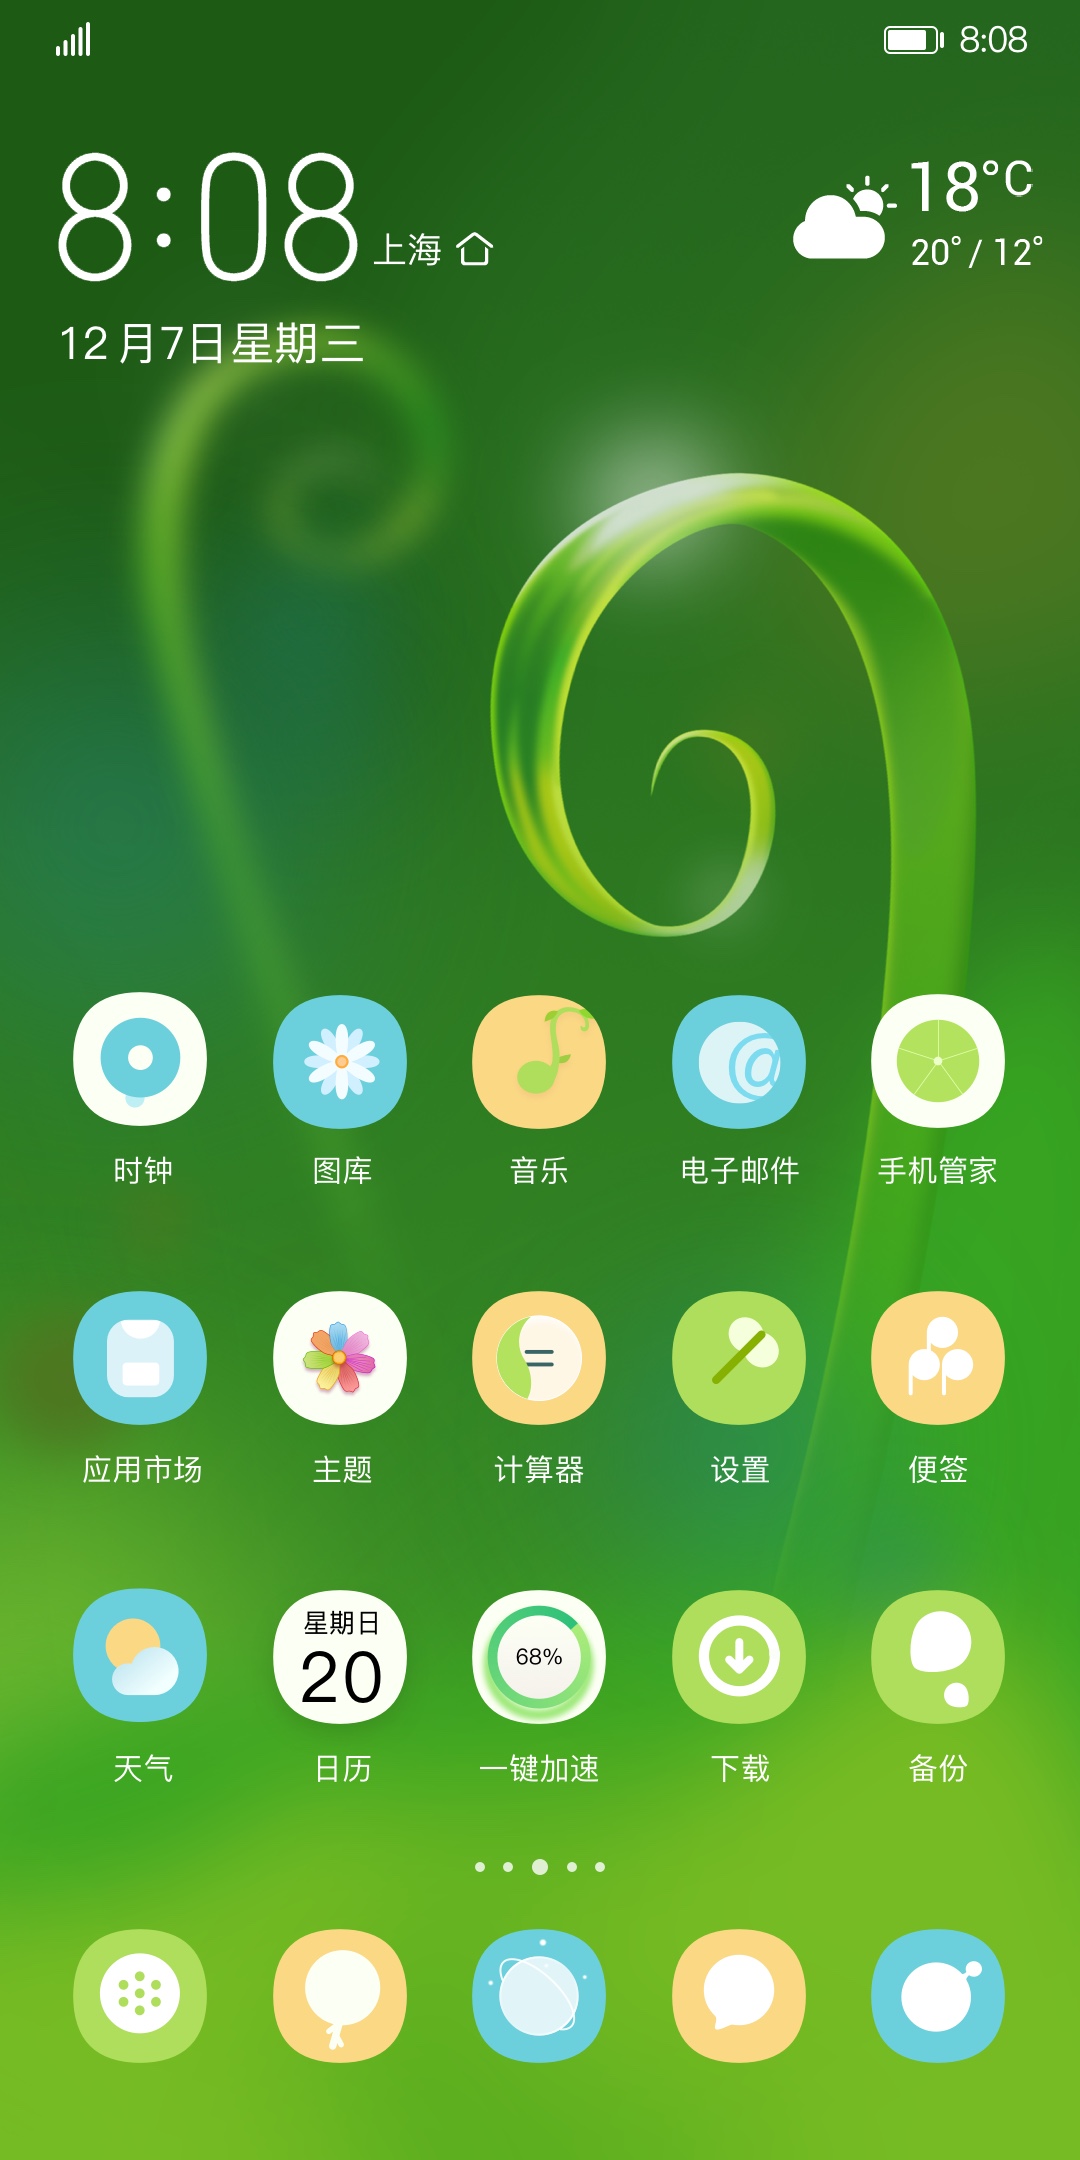 8:08
8:08
上海
18°C
20° / 12°
12月7日星期三
@
时钟
图库
音乐
电子邮件
手机管家
应用市场
主题
计算器
设置
便签
星期日
20
68%
天气
日历
一键加速
下载
备份